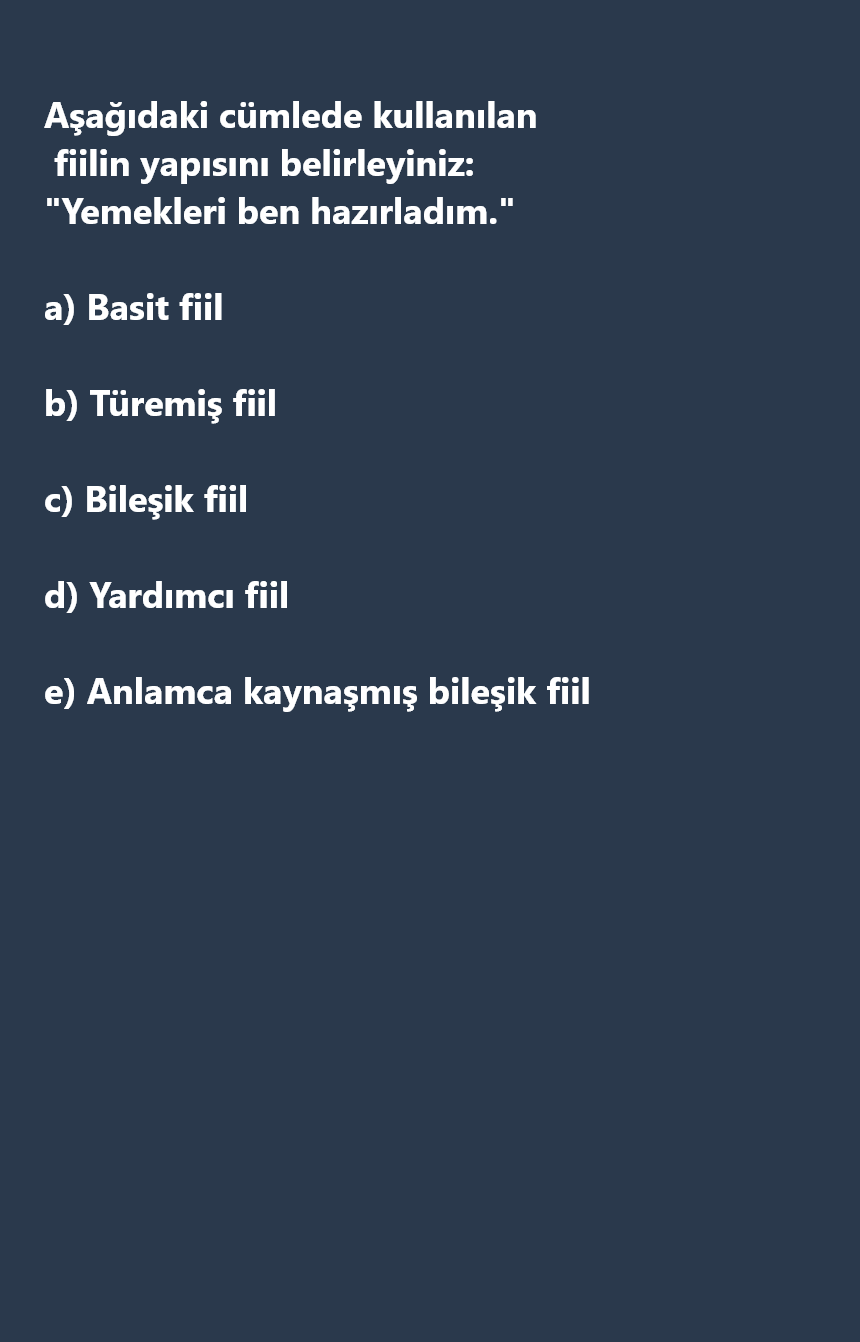 Aşağıdaki cümlede kullanılan
fiilin yapısını belirleyiniz:
"Yemekleri ben hazırladım."
a) Basit fiil
b) Türemiş fiil
c) Bileşik fiil
d) Yardımcı fiil
e) Anlamca kaynaşmış bileşik fiil